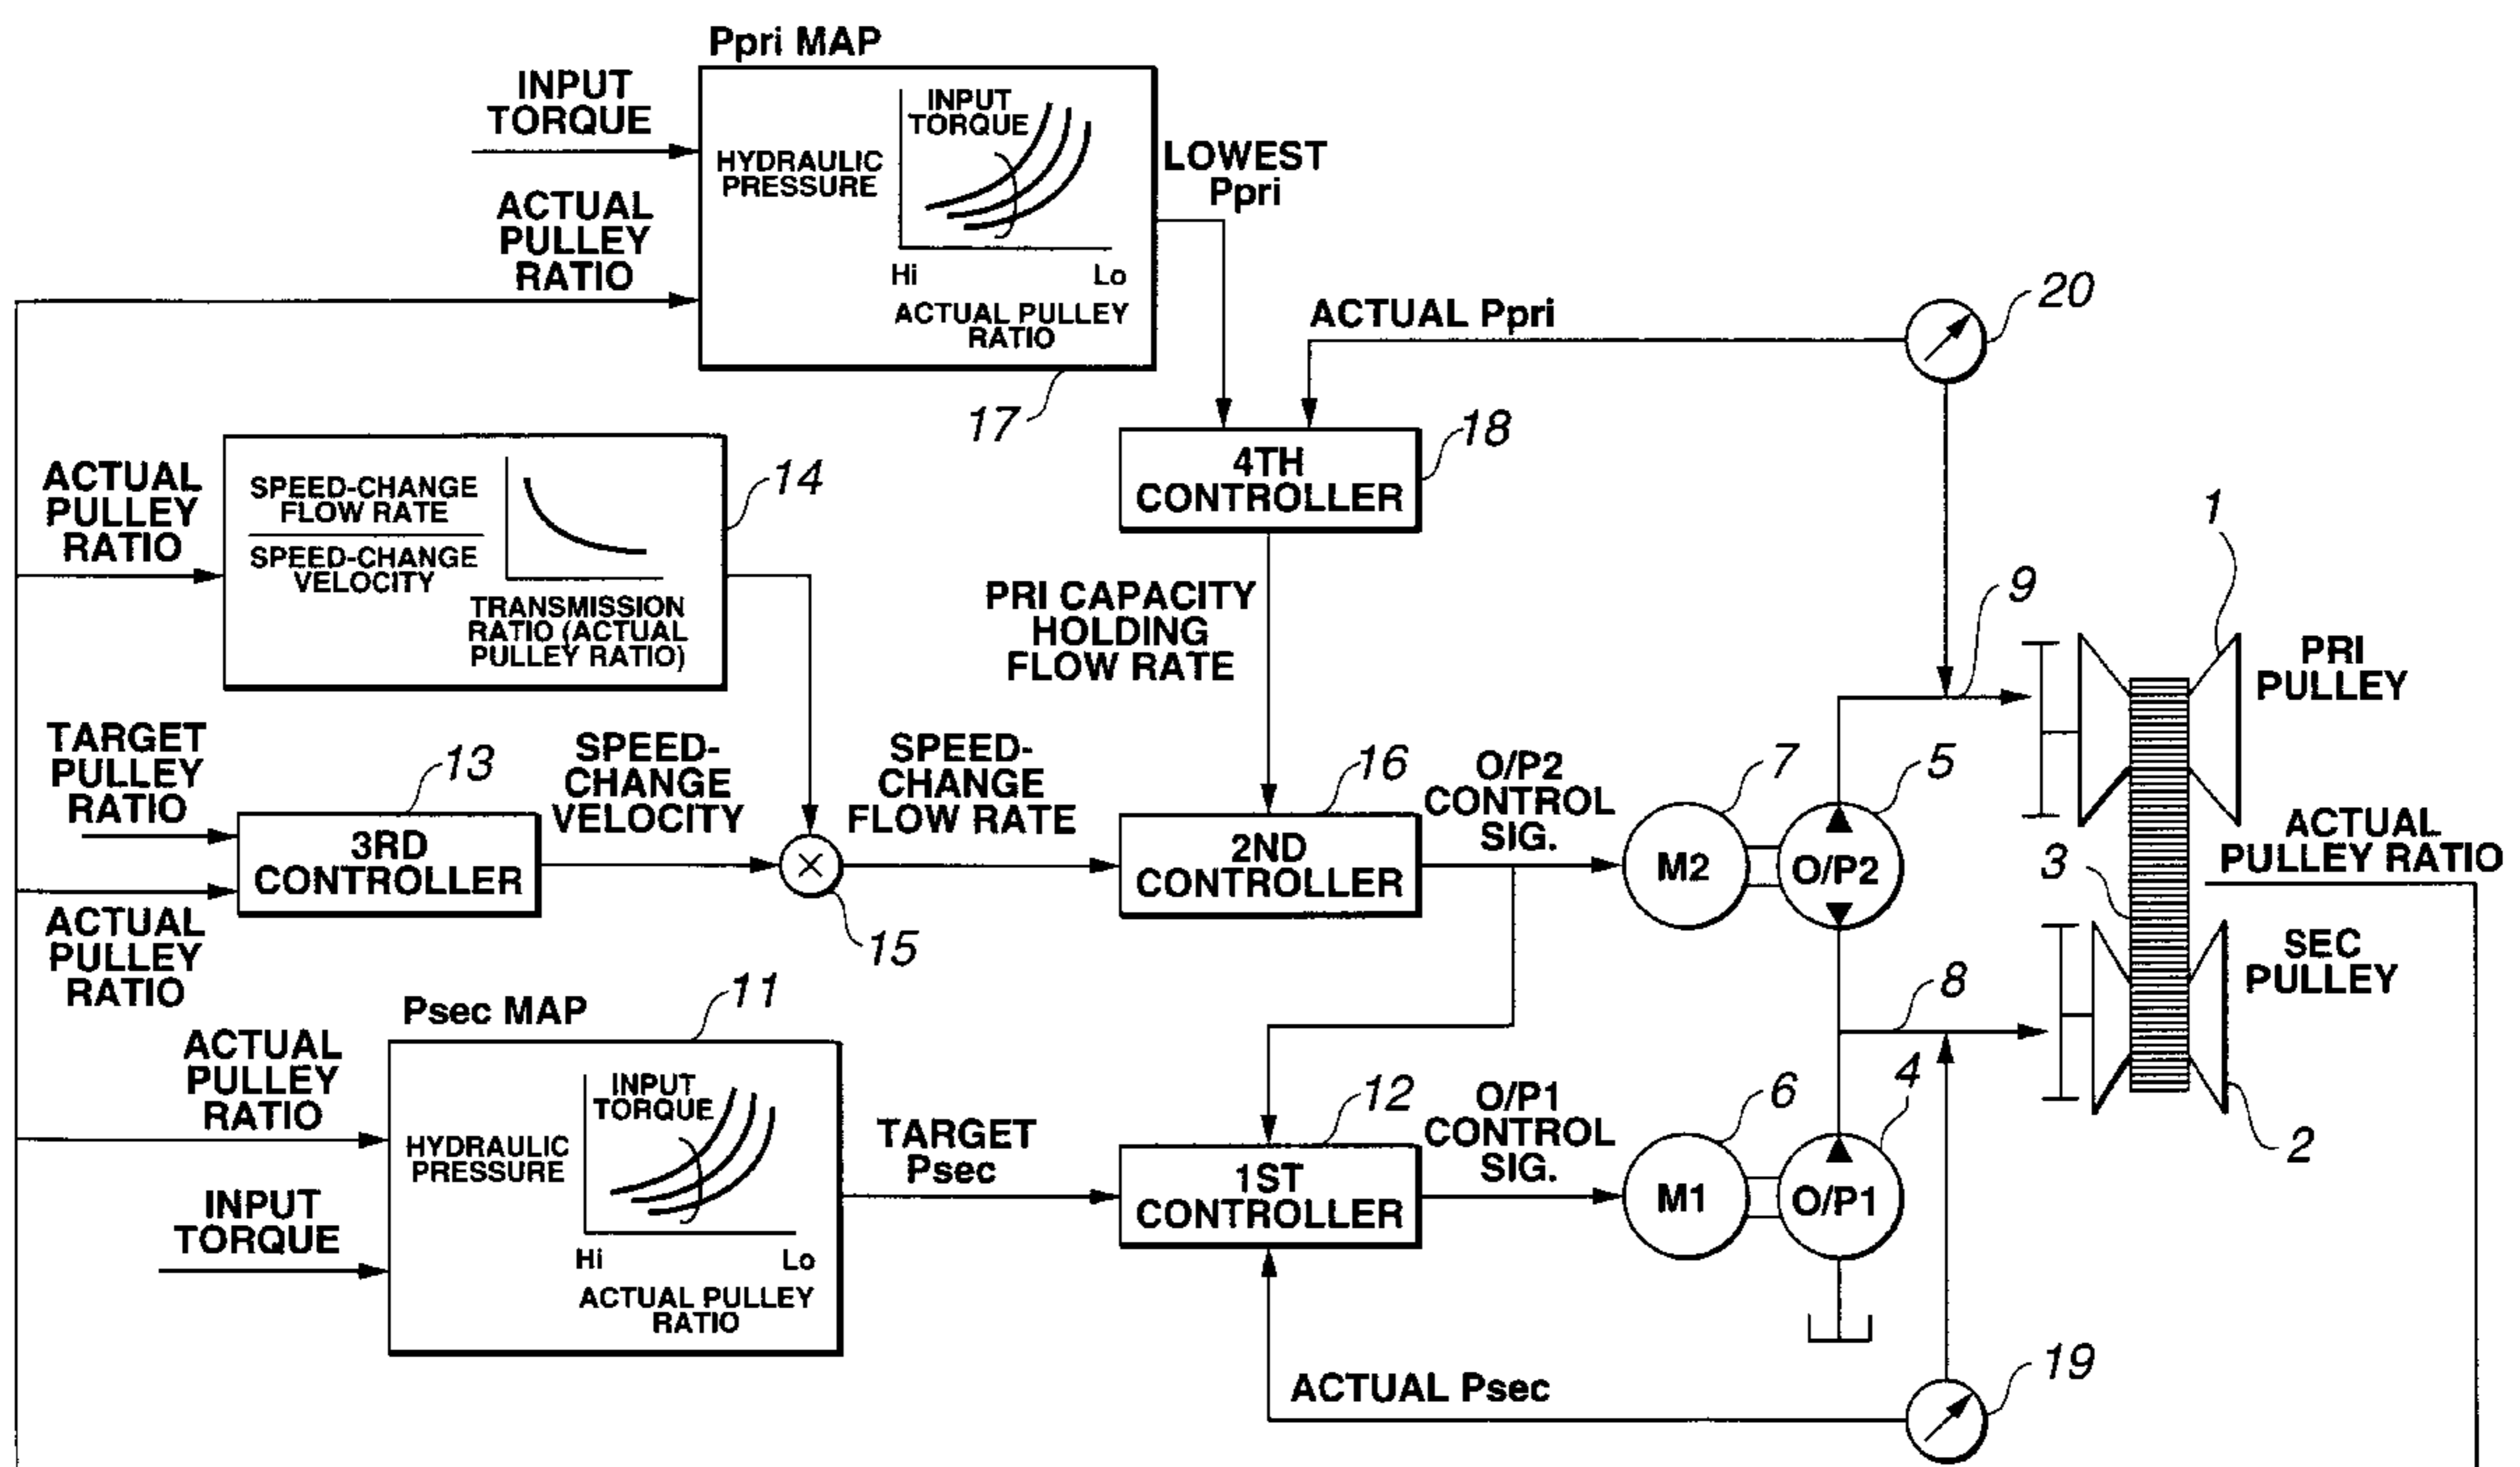 Ppri MAP
INPUT
TORQUE
ACTUAL
PULLEY
RATIO
INPUT
TORQUE
HYDRAULIC
PRESSURE
Hi
Lo
ACTUAL PULLEY
RATIO
17
LOWEST
Ppri
ACTUAL Ppri
20
4TH
CONTROLLER
18
ACTUAL
PULLEY
RATIO
SPEED-CHANGE
FLOW RATE
SPEED-CHANGE
VELOCITY
TRANSMISSION
RATIO (ACTUAL
PULLEY RATIO)
14
PRI CAPACITY
HOLDING
FLOW RATE
1
9
PRI
PULLEY
TARGET
PULLEY
RATIO
13
3RD
CONTROLLER
ACTUAL
PULLEY
RATIO
SPEED-
CHANGE
VELOCITY
×
15
SPEED-
CHANGE
FLOW RATE
16
2ND
CONTROLLER
O/P2
CONTROL
SIG.
7
M2
5
O/P2
3
ACTUAL
PULLEY RATIO
SEC
PULLEY
8
2
Psec MAP
11
ACTUAL
PULLEY
RATIO
INPUT
TORQUE
INPUT
TORQUE
HYDRAULIC
PRESSURE
Hi
Lo
ACTUAL PULLEY
RATIO
TARGET
Psec
12
1ST
CONTROLLER
O/P1
CONTROL
SIG.
6
M1
4
O/P1
ACTUAL Psec
19